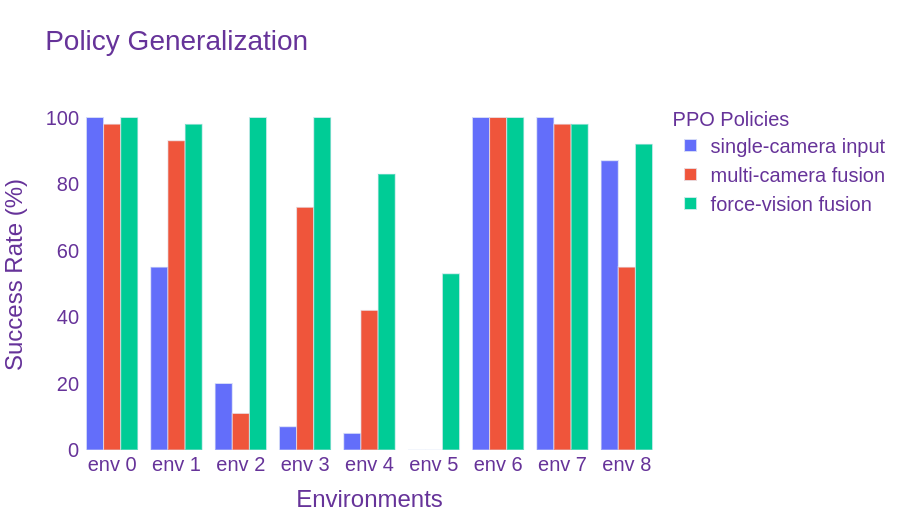 Policy Generalization
PPO Policies
single-camera input
multi-camera fusion
force-vision fusion
Success Rate (%)
100
80
60
40
20
0
env 0 env 1 env 2 env 3 env 4 env 5 env 6 env 7 env 8
Environments